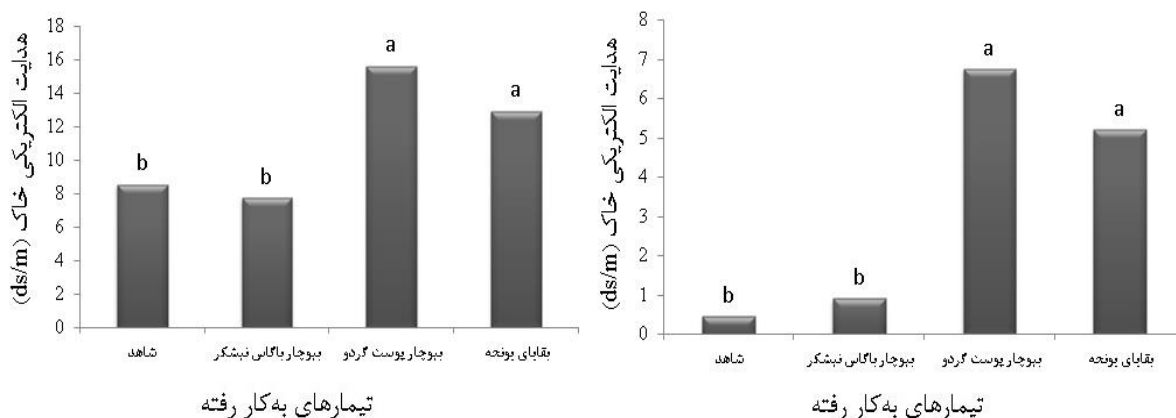 هدایت الکتریکی خاک (ds/m)
18
16
14
12
10
8
6
4
2
0
b
b
a
a
شاهد
بیوچار باگاس نیشکر
بیوچار پوست گردو
بقایای یونجه
تیمارهای به‌کار رفته
هدایت الکتریکی خاک (ds/m)
8
7
6
5
4
3
2
1
0
b
b
a
a
شاهد
بیوچار باگاس نیشکر
بیوچار پوست گردو
بقایای یونجه
تیمارهای به‌کار رفته